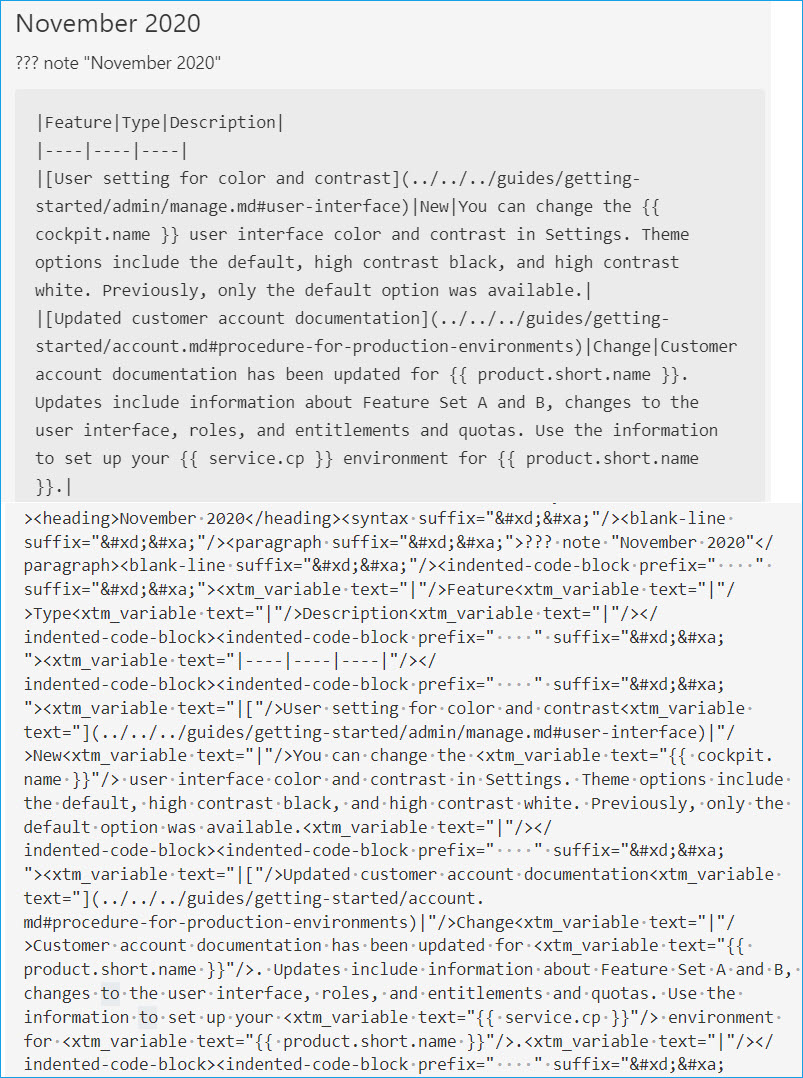 November 2020
??? note "November 2020"
|Feature|Type|Description|
|----|----|----|
|[User setting for color and contrast](../../../guides/getting-
started/admin/manage.md#user-interface)|New|You can change the {{
cockpit.name }} user interface color and contrast in Settings. Theme
options include the default, high contrast black, and high contrast
white. Previously, only the default option was available.|
|[Updated customer account documentation](../../../guides/getting-
started/account.md#procedure-for-production-environments)|Change|Customer
account documentation has been updated for {{ product.short.name }}.
Updates include information about Feature Set A and B, changes to the
user interface, roles, and entitlements and quotas. Use the information
to set up your {{ service.cp }} environment for {{ product.short.name
}}.|
><heading>November·2020</heading><syntax·suffix="&#xd;&#xa;"/><blank-line·
suffix="&#xd;&#xa;"/><paragraph·suffix="&#xd;&#xa;">???·note·"November·2020"</
paragraph><blank-line·suffix="&#xd;&#xa;"/><indented-code-block·prefix="····"·
suffix="&#xd;&#xa;"><xtm_variable·text="|"/>Feature<xtm_variable·text="|"/
>Type<xtm_variable·text="|"/>Description<xtm_variable·text="|"/></
indented-code-block><indented-code-block·prefix="····"·suffix="&#xd;&#xa;
"><xtm_variable·text="|----|----|----|"/></
indented-code-block><indented-code-block·prefix="····"·suffix="&#xd;&#xa;
"><xtm_variable·text="|["/>User·setting·for·color·and·contrast<xtm_variable·
text="](../../../guides/getting-started/admin/manage.md#user-interface)|"/
>New<xtm_variable·text="|"/>You·can·change·the·<xtm_variable·text="{{·cockpit.
name·}}"/>·user·interface·color·and·contrast·in·Settings.·Theme·options·include·
the·default,·high·contrast·black,·and·high·contrast·white.·Previously,·only·the·
default·option·was·available.<xtm_variable·text="|"/></
indented-code-block><indented-code-block·prefix="····"·suffix="&#xd;&#xa;
"><xtm_variable·text="|["/>Updated·customer·account·documentation<xtm_variable·
text="](../../../guides/getting-started/account.
md#procedure-for-production-environments)|"/>Change<xtm_variable·text="|"/
>Customer·account·documentation·has·been·updated·for·<xtm_variable·text="{{·
product.short.name·}}"/>.·Updates·include·information·about·Feature·Set·A·and·B,·
changes·to·the·user·interface,·roles,·and·entitlements·and·quotas.·Use·the·
information·to·set·up·your·<xtm_variable·text="{{·service.cp·}}"/>·environment·
for·<xtm_variable·text="{{·product.short.name·}}"/>.<xtm_variable·text="|"/></
indented-code-block><indented-code-block·prefix="····"·suffix="&#xd;&#xa;